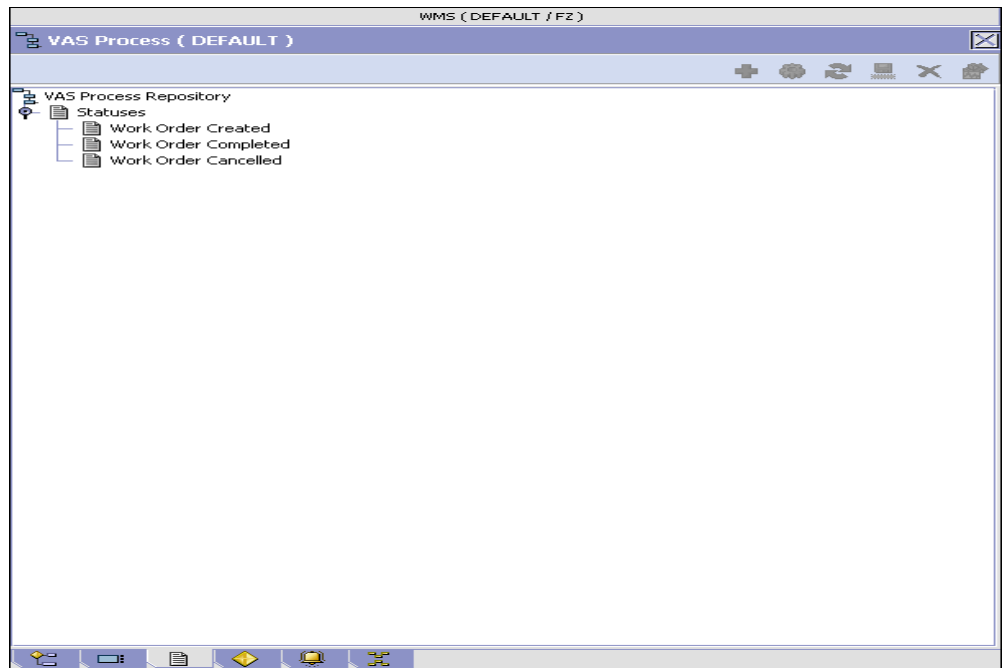 WMS ( DEFAULT / FZ )
VAS Process ( DEFAULT )
VAS Process Repository
Statuses
Work Order Created
Work Order Completed
Work Order Cancelled